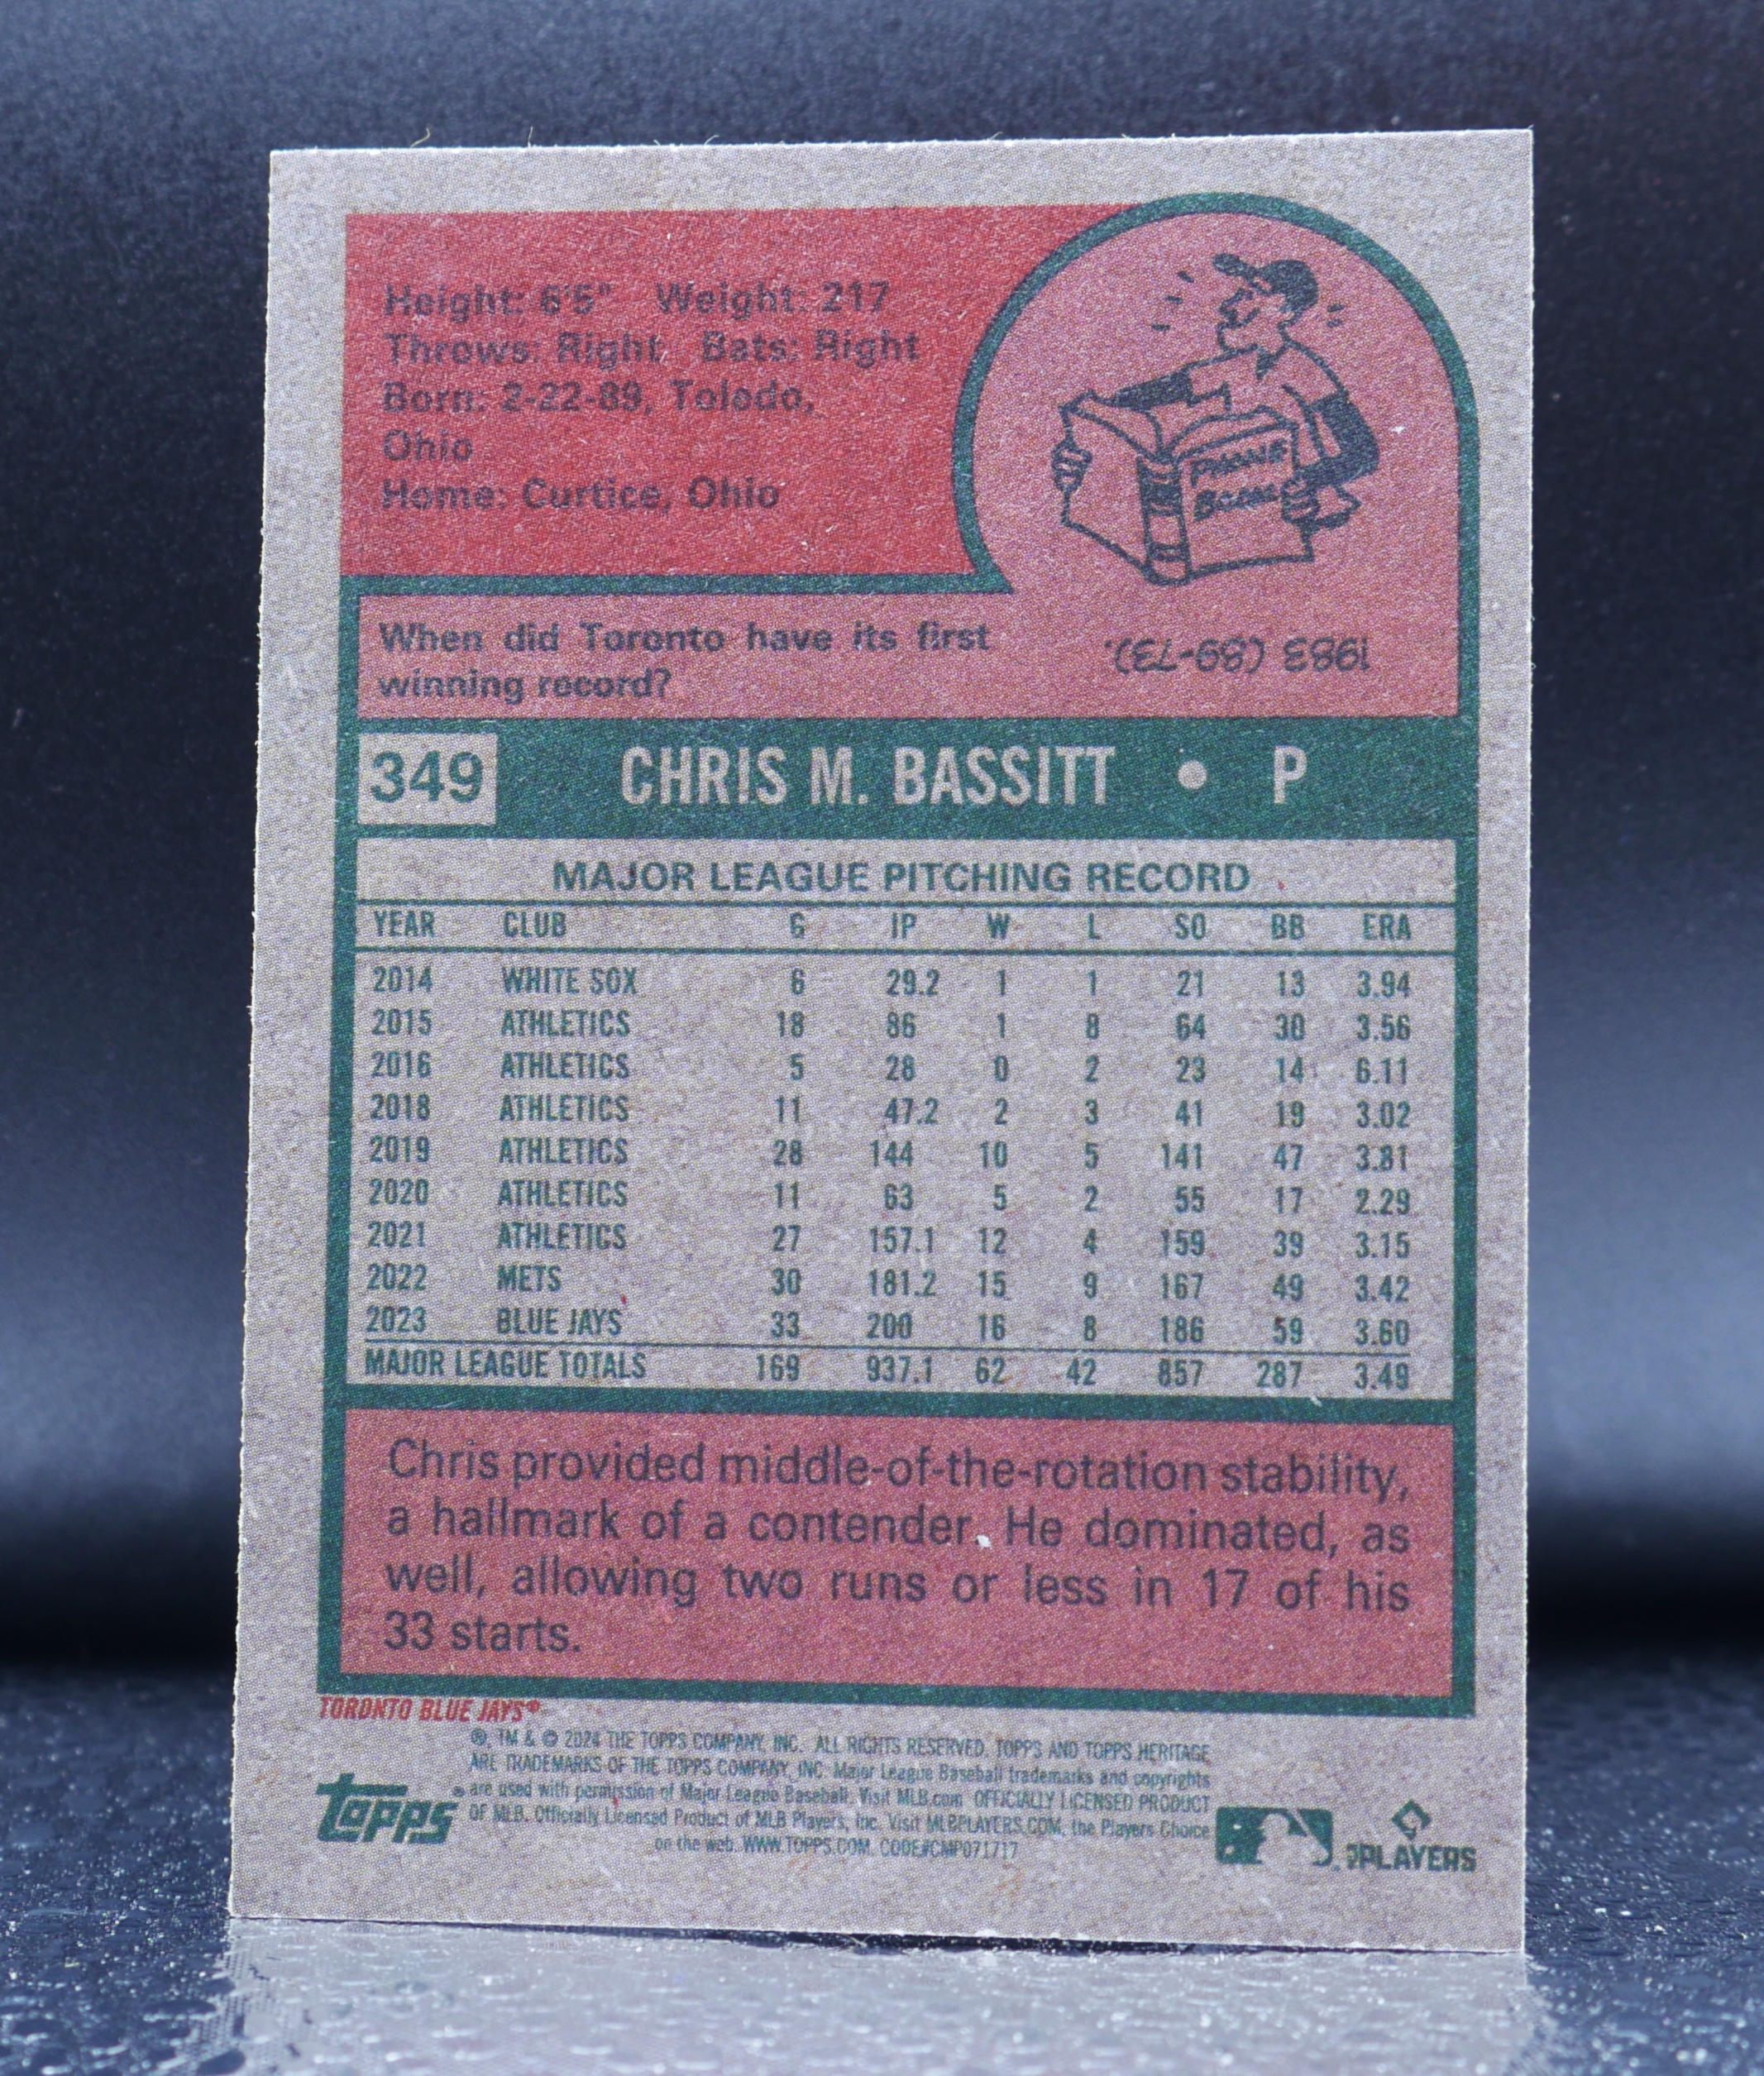 Height: 6'5" Weight: 217
Throws: Right Bats: Right
Born: 2-22-89, Toledo,
Ohio
Home: Curtice, Ohio
PHONE
BOOK
When did Toronto have its first
winning record?
1983 (89-73).
349 CHRIS M. BASSITT • P
MAJOR LEAGUE PITCHING RECORD
YEAR CLUB G IP W L SO BB ERA
2014 WHITE SOX 6 29.2 1 1 21 13 3.94
2015 ATHLETICS 18 86 1 8 64 30 3.56
2016 ATHLETICS 5 28 0 2 23 14 6.11
2018 ATHLETICS 11 47.2 2 3 41 19 3.02
2019 ATHLETICS 28 144 10 5 141 47 3.81
2020 ATHLETICS 11 63 5 2 55 17 2.29
2021 ATHLETICS 27 157.1 12 4 159 39 3.15
2022 METS 30 181.2 15 9 167 49 3.42
2023 BLUE JAYS 33 200 16 8 186 59 3.60
MAJOR LEAGUE TOTALS 169 937.1 62 42 857 287 3.49
Chris provided middle-of-the-rotation stability,
a hallmark of a contender. He dominated, as
well, allowing two runs or less in 17 of his
33 starts.
TORONTO BLUE JAYS®
®, TM & © 2024 THE TOPPS COMPANY, INC. ALL RIGHTS RESERVED. TOPPS AND TOPPS HERITAGE
ARE TRADEMARKS OF THE TOPPS COMPANY, INC. Major League Baseball trademarks and copyrights
are used with permission of Major League Baseball. Visit MLB.com OFFICIALLY LICENSED PRODUCT
OF MLB. Officially Licensed Product of MLB Players, Inc. Visit MLBPLAYERS.COM, the Players Choice
on the web. WWW.TOPPS.COM. CODE#CMP071717
topps®
PLAYERS